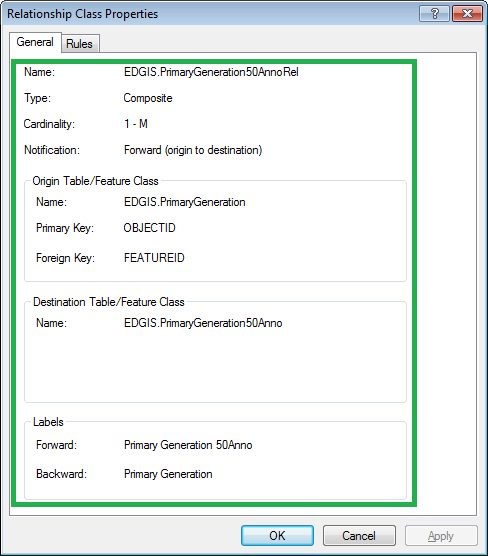 Relationship Class Properties
General Rules
Name: EDGIS.PrimaryGeneration50AnnoRel
Type: Composite
Cardinality: 1 - M
Notification: Forward (origin to destination)
Origin Table/Feature Class
Name: EDGIS.PrimaryGeneration
Primary Key: OBJECTID
Foreign Key: FEATUREID
Destination Table/Feature Class
Name: EDGIS.PrimaryGeneration50Anno
Labels
Forward: Primary Generation 50Anno
Backward: Primary Generation
OK Cancel Apply